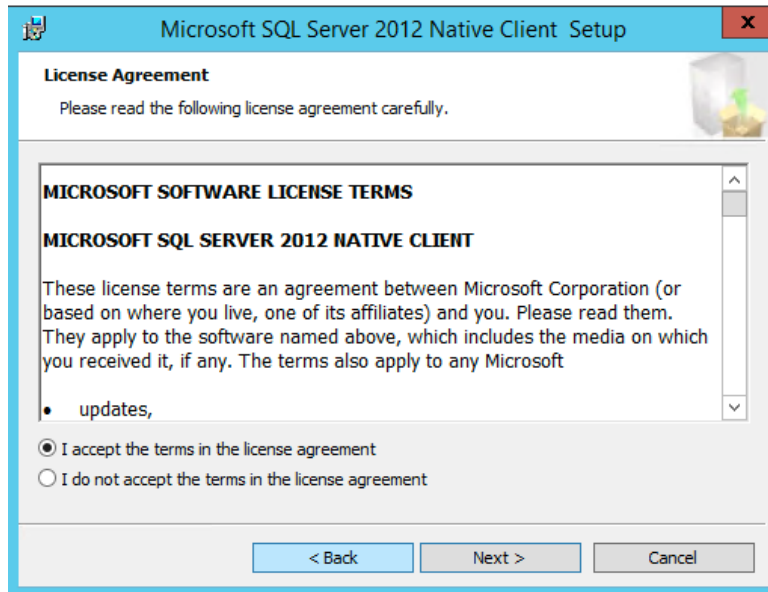 Microsoft SQL Server 2012 Native Client Setup
x
License Agreement
Please read the following license agreement carefully.
MICROSOFT SOFTWARE LICENSE TERMS
MICROSOFT SQL SERVER 2012 NATIVE CLIENT
These license terms are an agreement between Microsoft Corporation (or
based on where you live, one of its affiliates) and you. Please read them.
They apply to the software named above, which includes the media on which
you received it, if any. The terms also apply to any Microsoft
• updates,
I accept the terms in the license agreement
I do not accept the terms in the license agreement
< Back Next > Cancel